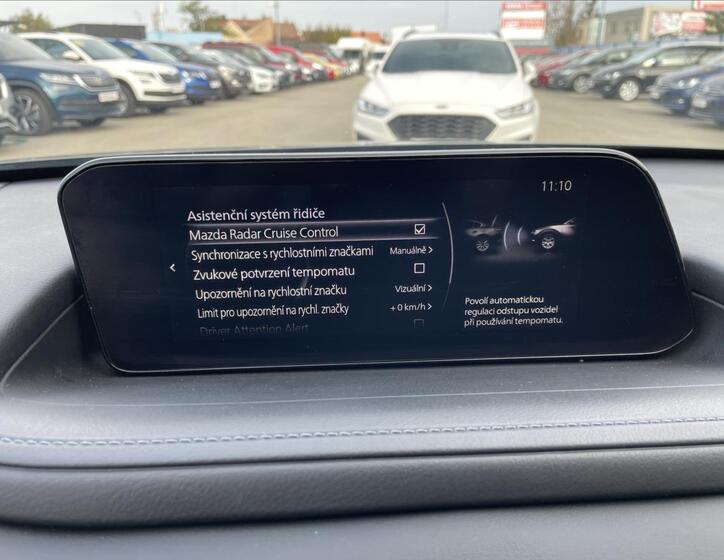 11:10
Asistenční systém řidiče
Mazda Radar Cruise Control
Synchronizace s rychlostními značkami Manuálně
Zvukové potvrzení tempomatu
Upozornění na rychlostní značku Vizuální
Limit pro upozornění na rychl. značky +0 km/h
Driver Attention Alert
Povolí automatickou
regulaci odstupu vozidel
při používání tempomatu.